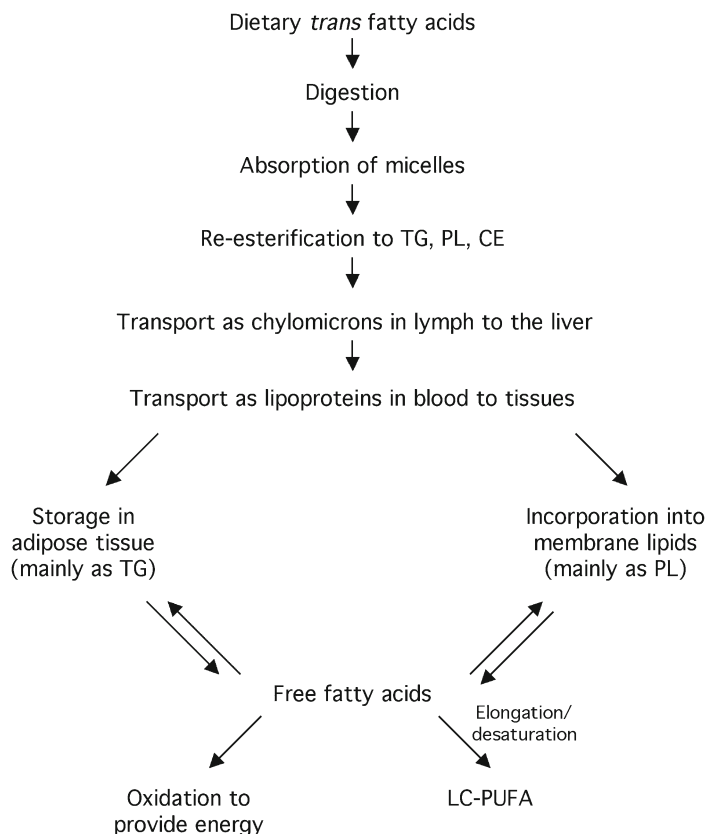 Dietary trans fatty acids
Digestion
Absorption of micelles
Re-esterification to TG, PL, CE
Transport as chylomicrons in lymph to the liver
Transport as lipoproteins in blood to tissues
Storage in
adipose tissue
(mainly as TG)
Incorporation into
membrane lipids
(mainly as PL)
Free fatty acids
Elongation/
desaturation
Oxidation to
provide energy
LC-PUFA